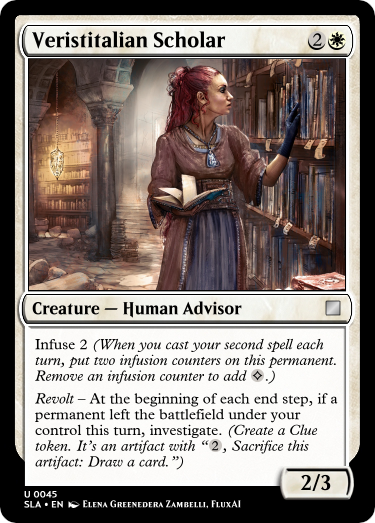 Veristitalian Scholar 2
Creature — Human Advisor
Infuse 2 (When you cast your second spell each
turn, put two infusion counters on this permanent.
Remove an infusion counter to add .)
Revolt – At the beginning of each end step, if a
permanent left the battlefield under your
control this turn, investigate. (Create a Clue
token. It's an artifact with “2, Sacrifice this
artifact: Draw a card.”)
2/3
U 0045
SLA • EN Elena Greenedera Zambelli, FluxAI